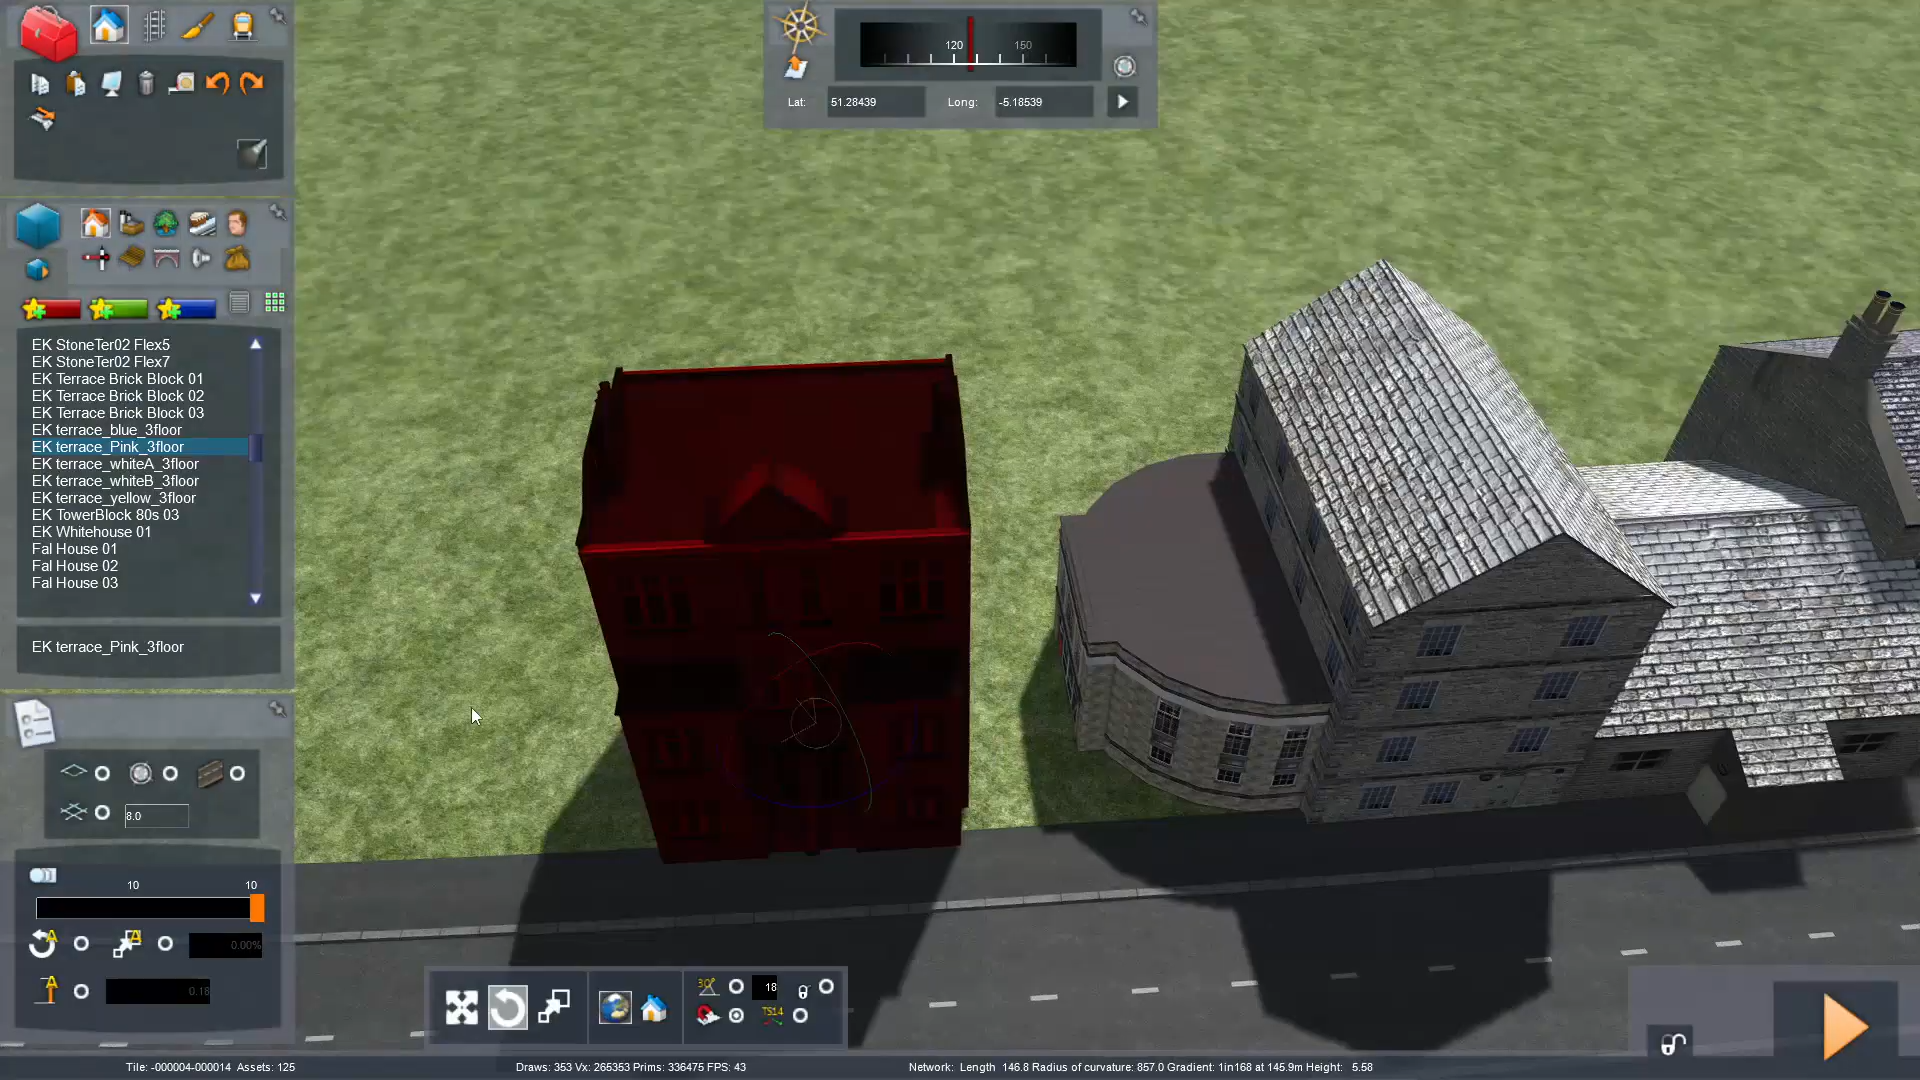 120 150
Lat: 51.28439 Long: -5.18539
EK StoneTer02 Flex5
EK StoneTer02 Flex7
EK Terrace Brick Block 01
EK Terrace Brick Block 02
EK Terrace Brick Block 03
EK terrace_blue_3floor
EK terrace_Pink_3floor
EK terrace_whiteA_3floor
EK terrace_whiteB_3floor
EK terrace_yellow_3floor
EK TowerBlock 80s 03
EK Whitehouse 01
Fal House 01
Fal House 02
Fal House 03
EK terrace_Pink_3floor
8.0
10 10
A A 0.00%
A 0.18
30° 18
TS14
Tile: -000004-000014 Assets: 125
Draws: 353 Vx: 265353 Prims: 336475 FPS: 43
Network: Length 146.8 Radius of curvature: 857.0 Gradient: 1in168 at 145.9m Height: 5.58